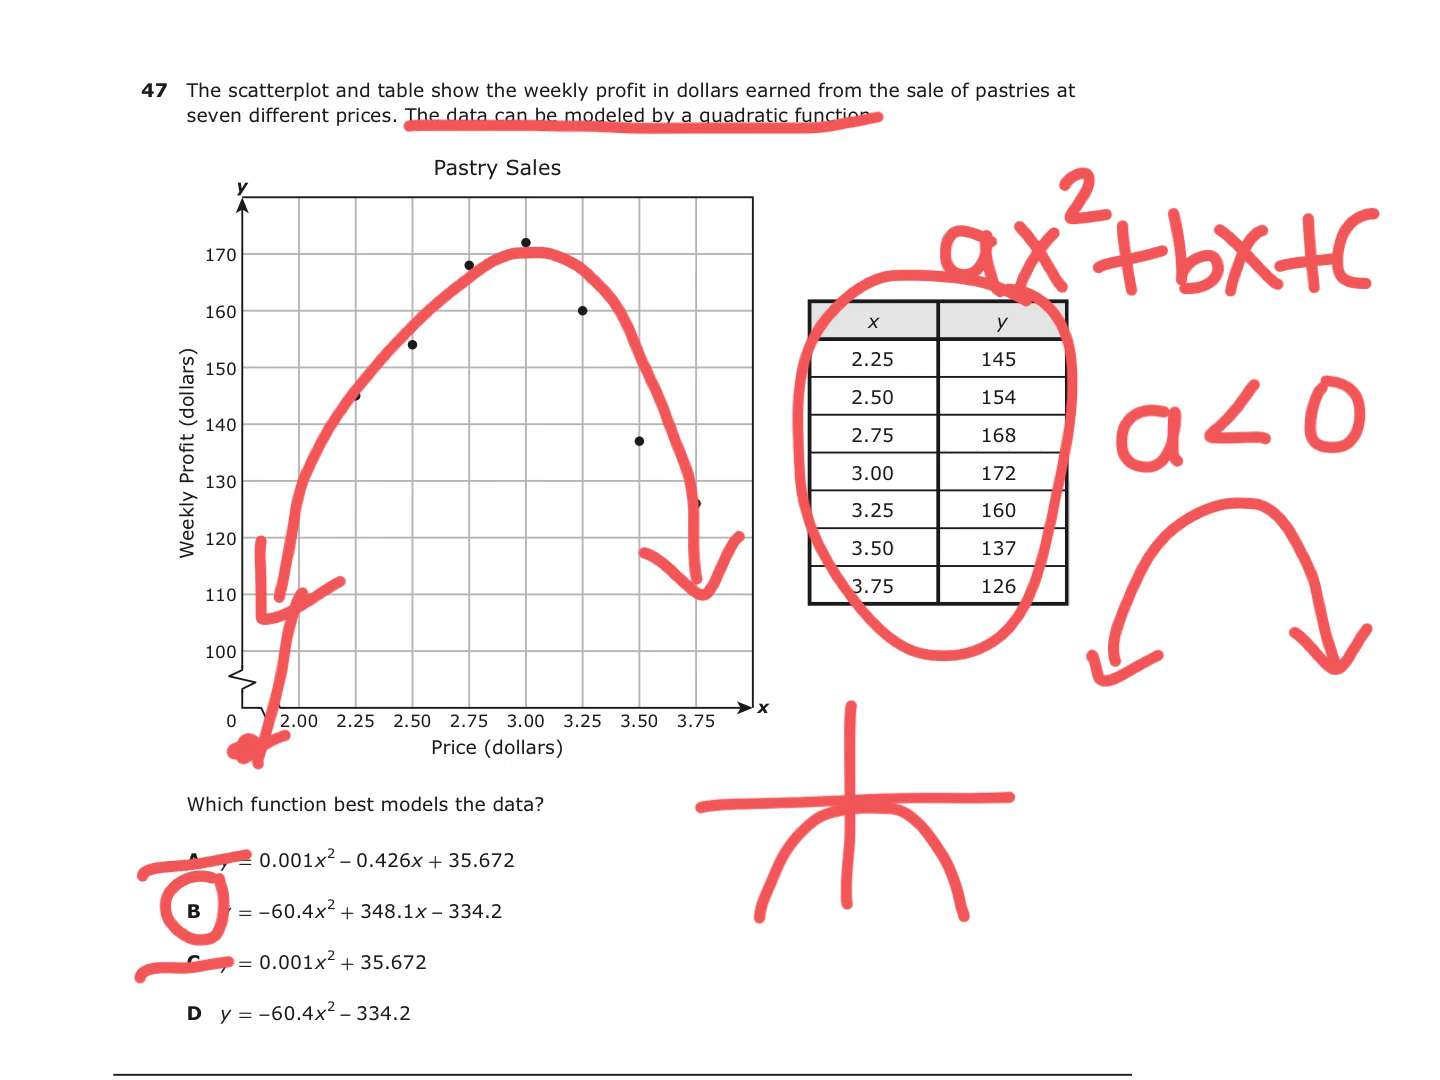 47 The scatterplot and table show the weekly profit in dollars earned from the sale of pastries at
seven different prices. The data can be modeled by a quadratic function.
Pastry Sales
y
170
160
150
140
130
120
110
100
0 2.00 2.25 2.50 2.75 3.00 3.25 3.50 3.75 x
Weekly Profit (dollars)
Price (dollars)
ax²+bx+c
x y
2.25 145
2.50 154
2.75 168
3.00 172
3.25 160
3.50 137
3.75 126
a<0
Which function best models the data?
A y = 0.001x² – 0.426x + 35.672
B y = –60.4x² + 348.1x – 334.2
C y = 0.001x² + 35.672
D y = –60.4x² – 334.2